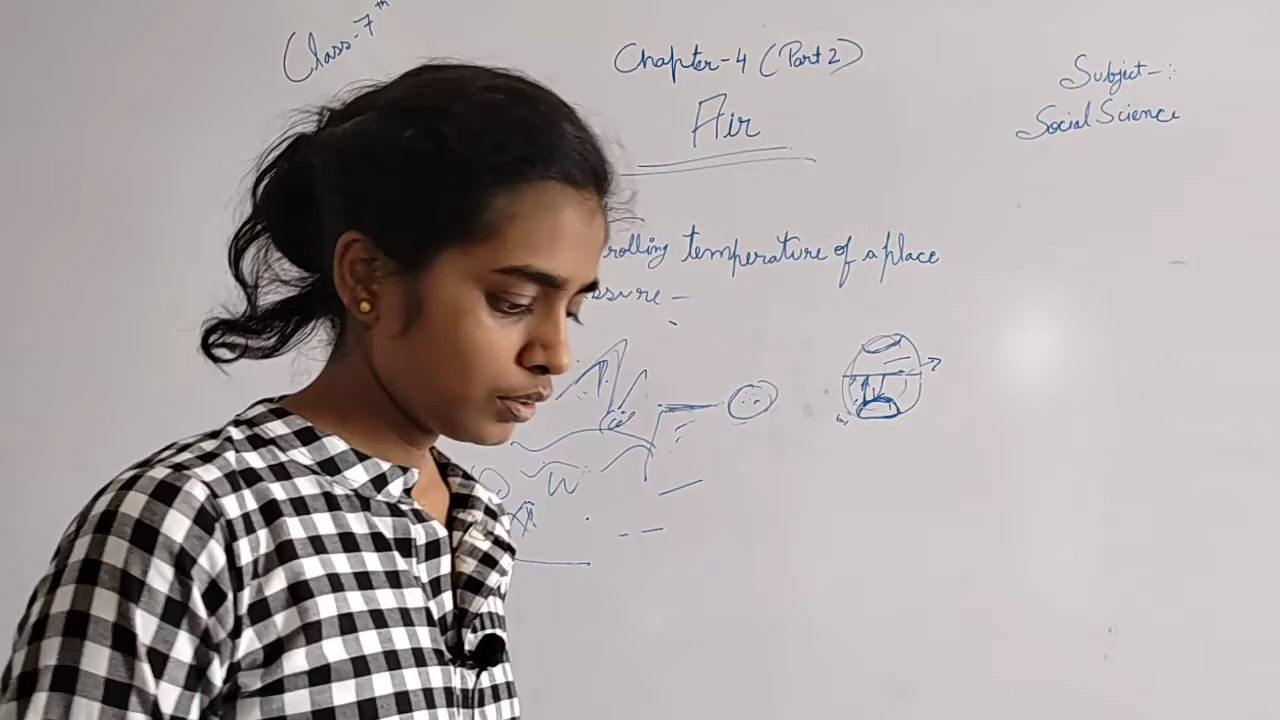 Class-7th
Chapter-4 (Part 2)
Air
Subject-:
Social Science
rolling temperature of a place
ssure -
W